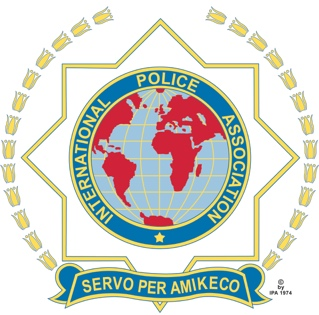 INTERNATIONAL POLICE ASSOCIATION
SERVO PER AMIKECO
©
by
IPA 1974